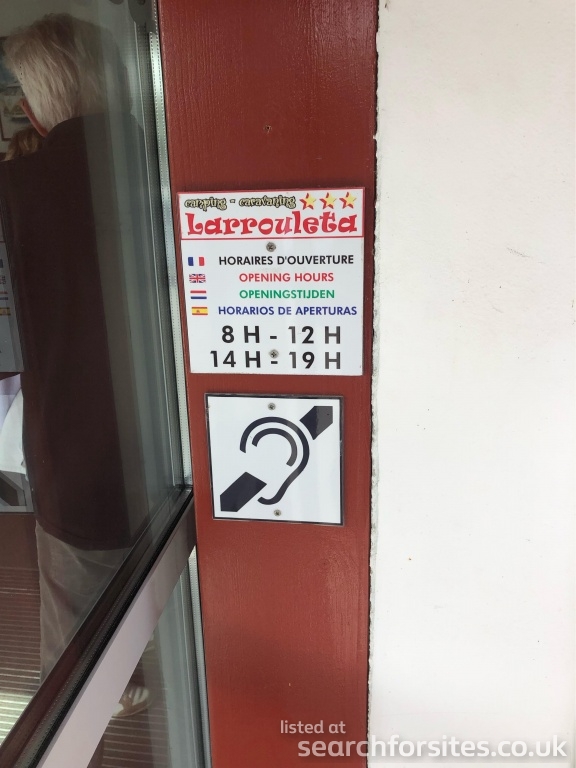 camping - caravaning
Larrouleta
HORAIRES D'OUVERTURE
OPENING HOURS
OPENINGSTIJDEN
HORARIOS DE APERTURAS
8 H - 12 H
14 H - 19 H
listed at
searchforsites.co.uk